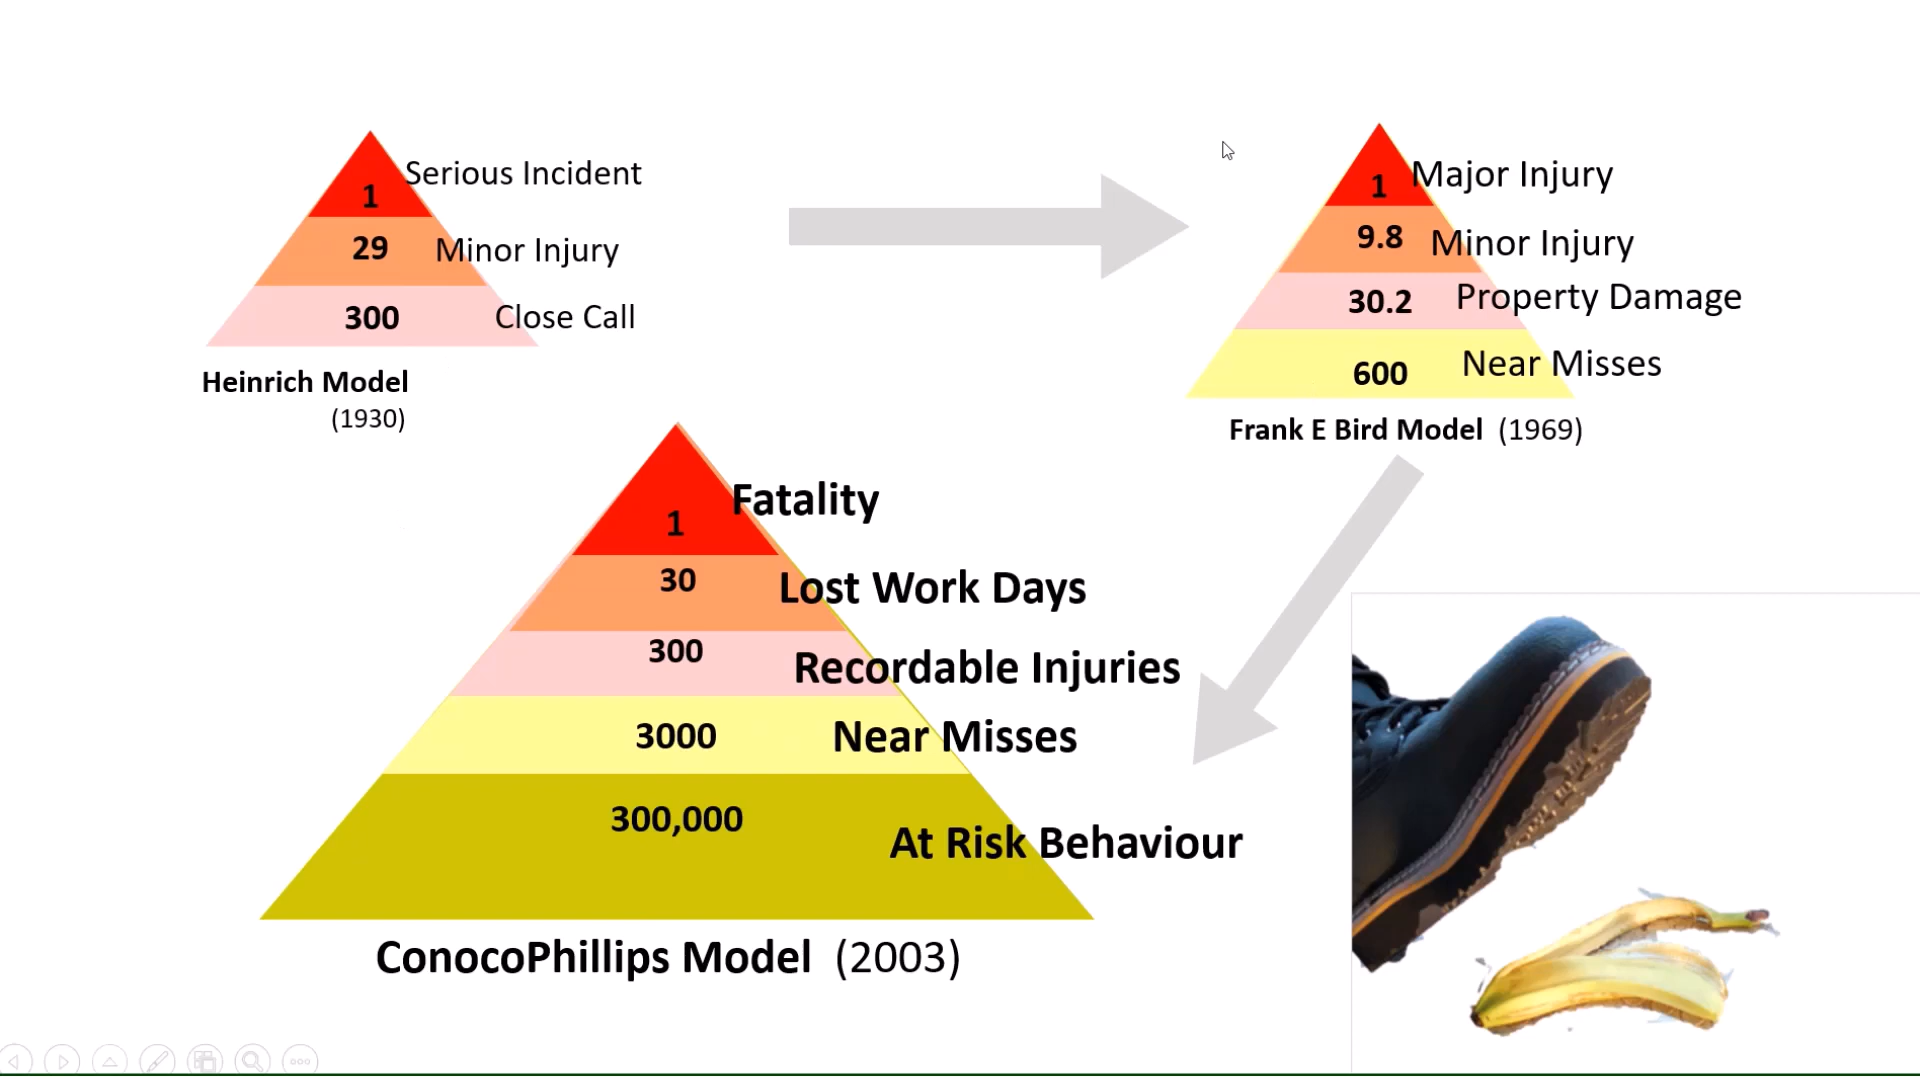 1 Serious Incident
29 Minor Injury
300 Close Call
Heinrich Model
(1930)
1 Major Injury
9.8 Minor Injury
30.2 Property Damage
600 Near Misses
Frank E Bird Model (1969)
1 Fatality
30 Lost Work Days
300 Recordable Injuries
3000 Near Misses
300,000 At Risk Behaviour
ConocoPhillips Model (2003)